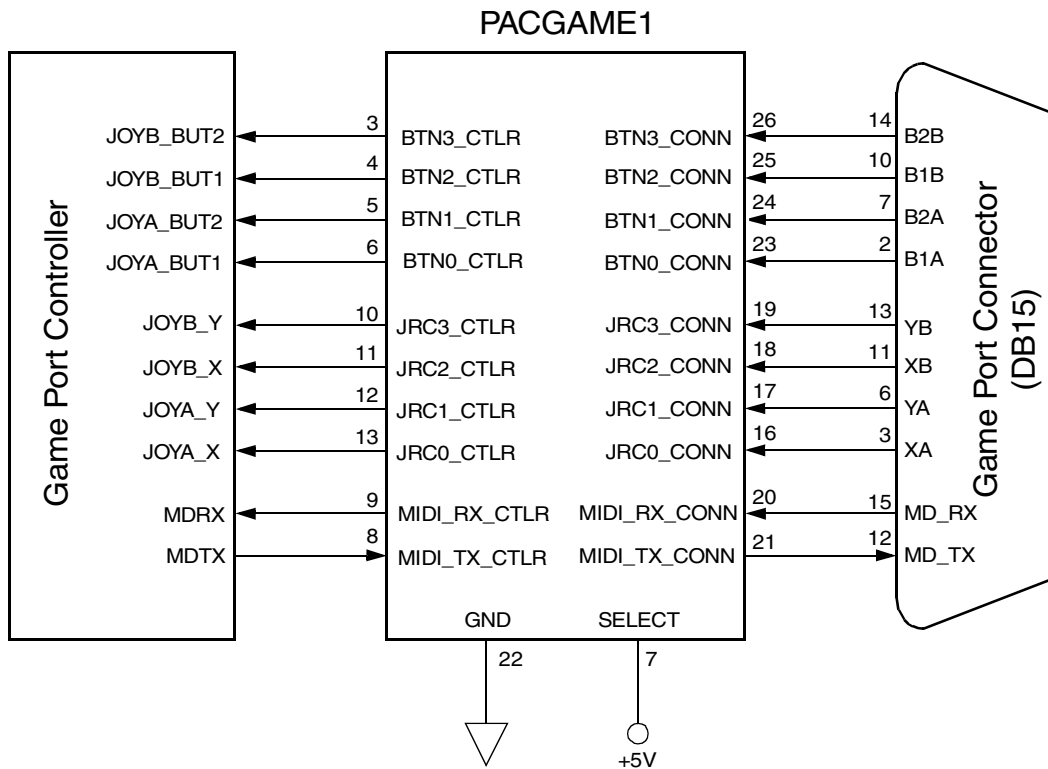 PACGAME1
Game Port Controller
JOYB_BUT2
JOYB_BUT1
JOYA_BUT2
JOYA_BUT1
JOYB_Y
JOYB_X
JOYA_Y
JOYA_X
MDRX
MDTX
3
4
5
6
10
11
12
13
9
8
BTN3_CTLR
BTN2_CTLR
BTN1_CTLR
BTN0_CTLR
JRC3_CTLR
JRC2_CTLR
JRC1_CTLR
JRC0_CTLR
MIDI_RX_CTLR
MIDI_TX_CTLR
BTN3_CONN
BTN2_CONN
BTN1_CONN
BTN0_CONN
JRC3_CONN
JRC2_CONN
JRC1_CONN
JRC0_CONN
MIDI_RX_CONN
MIDI_TX_CONN
GND
SELECT
22
7
+5V
26
25
24
23
19
18
17
16
20
21
14
10
7
2
13
11
6
3
15
12
B2B
B1B
B2A
B1A
YB
XB
YA
XA
MD_RX
MD_TX
Game Port Connector
(DB15)